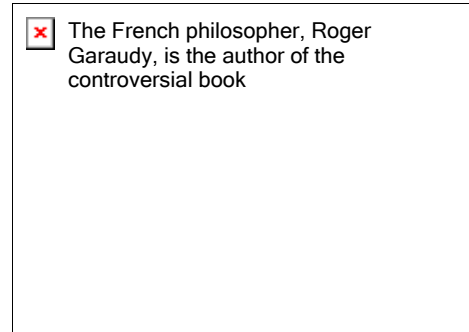 The French philosopher, Roger
Garaudy, is the author of the
controversial book